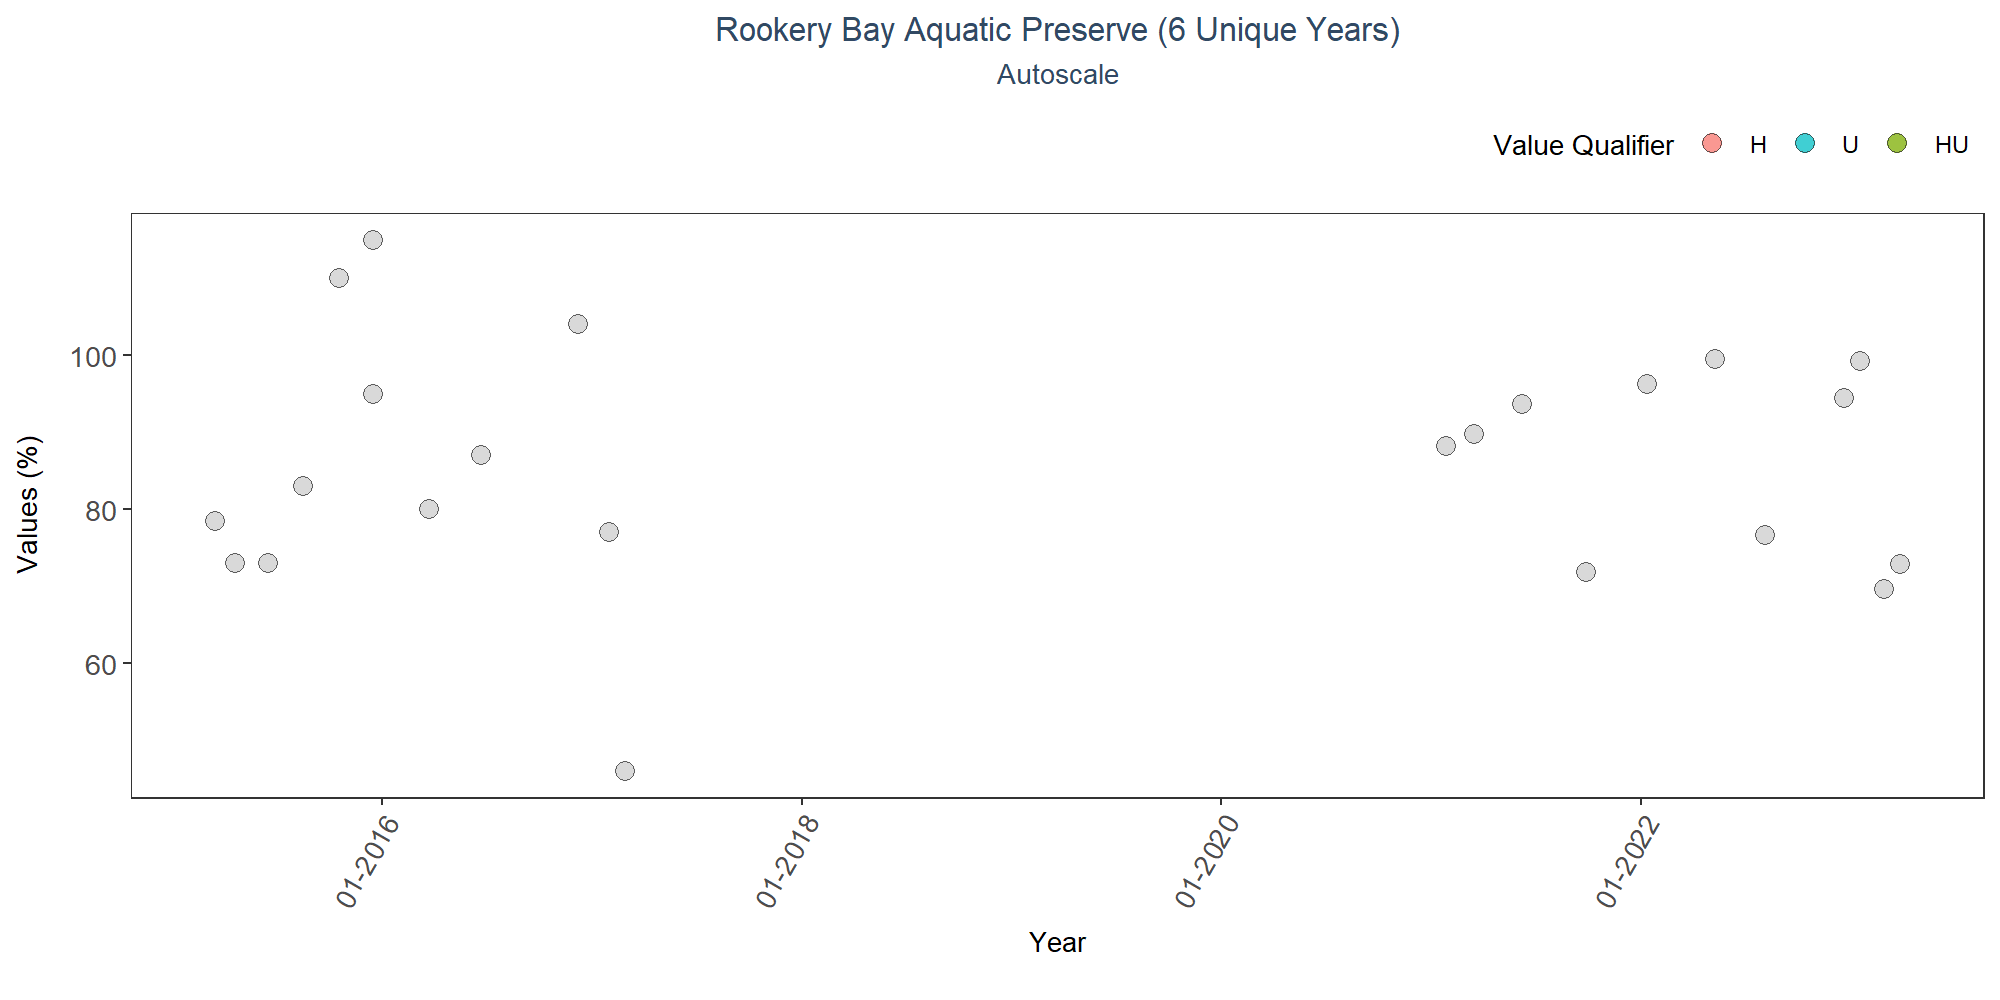 Rookery Bay Aquatic Preserve (6 Unique Years)
Autoscale
Value Qualifier H U HU
Values (%)
100
80
60
01-2016 01-2018 01-2020 01-2022
Year